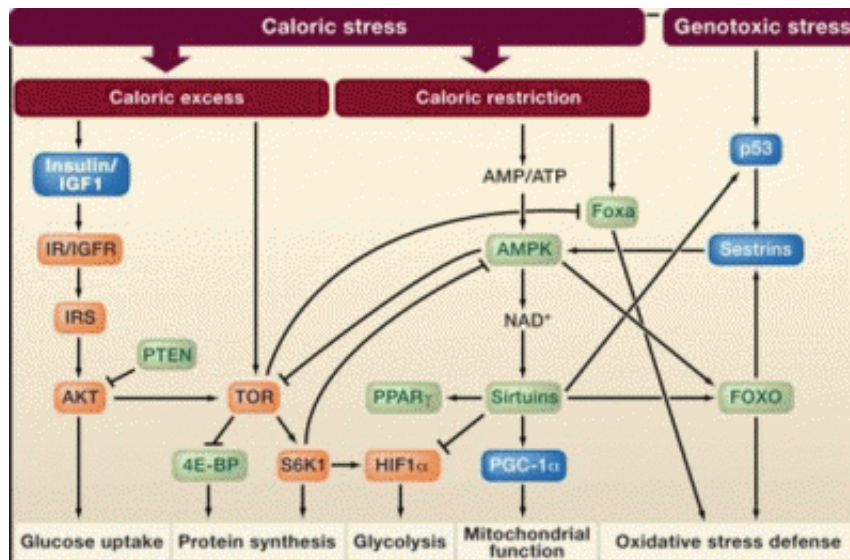 Caloric stress
Genotoxic stress
Caloric excess
Caloric restriction
Insulin/
IGF1
p53
AMP/ATP
Foxa
IR/IGFR
AMPK
Sestrins
IRS
NAD⁺
PTEN
AKT
TOR
PPARγ
Sirtuins
FOXO
4E-BP
S6K1
HIF1α
PGC-1α
Glucose uptake
Protein synthesis
Glycolysis
Mitochondrial
function
Oxidative stress defense